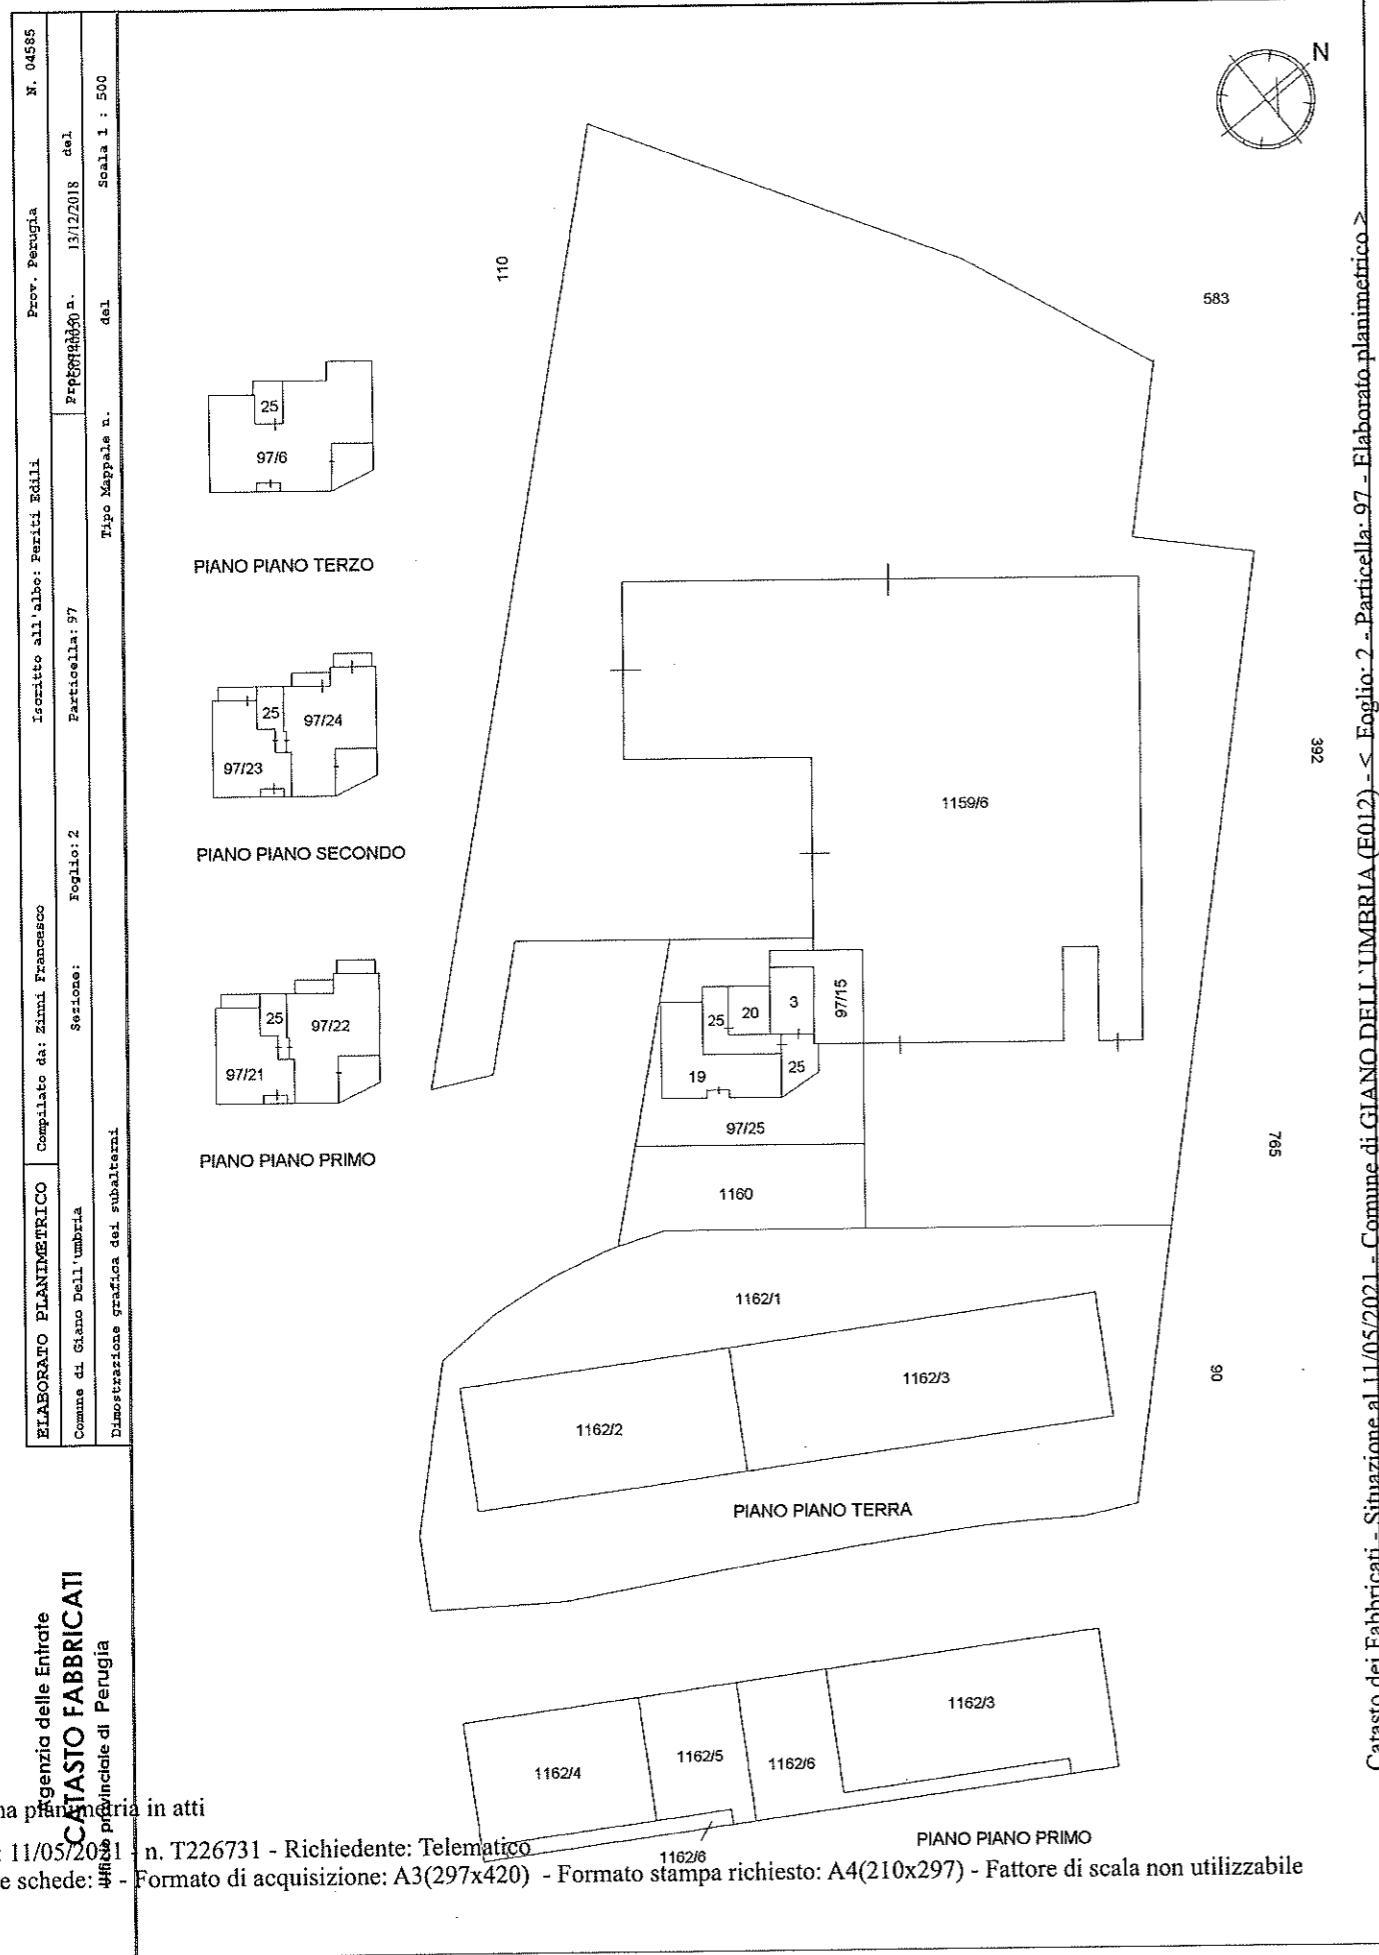 ELABORATO PLANIMETRICO
Compilato da: Zinni Francesco
Iscritto all'albo: Periti Edili
Prov. Perugia
N. 04585
Comune di Giano Dell'umbria
Sezione:
Foglio: 2
Particella: 97
13/12/2018
del
Dimostrazione grafica dei subalterni
Tipo Mappale n.
del
Scala 1 : 500
N
110
583
25
97/6
PIANO PIANO TERZO
25
97/24
97/23
PIANO PIANO SECONDO
392
1159/6
25
97/22
97/21
PIANO PIANO PRIMO
3
97/15
25
20
25
19
97/25
765
1160
1162/1
1162/3
90
1162/2
PIANO PIANO TERRA
1162/3
1162/5
1162/6
1162/4
1162/6
PIANO PIANO PRIMO
Agenzia delle Entrate
CATASTO FABBRICATI
Ufficio provinciale di Perugia
na planimetria in atti
: 11/05/2021 - n. T226731 - Richiedente: Telematico
e schede: - Formato di acquisizione: A3(297x420) - Formato stampa richiesto: A4(210x297) - Fattore di scala non utilizzabile
Catasto dei Fabbricati - Situazione al 11/05/2021 - Comune di GIANO DELL'UMBRIA (E012) - < Foglio: 2 - Particella: 97 - Elaborato planimetrico >